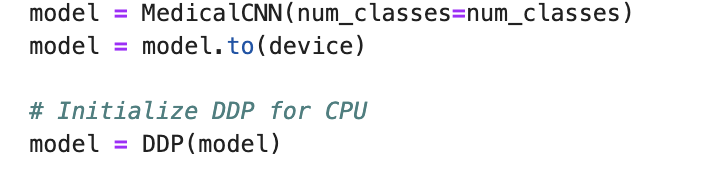 model = MedicalCNN(num_classes=num_classes)
model = model.to(device)
# Initialize DDP for CPU
model = DDP(model)